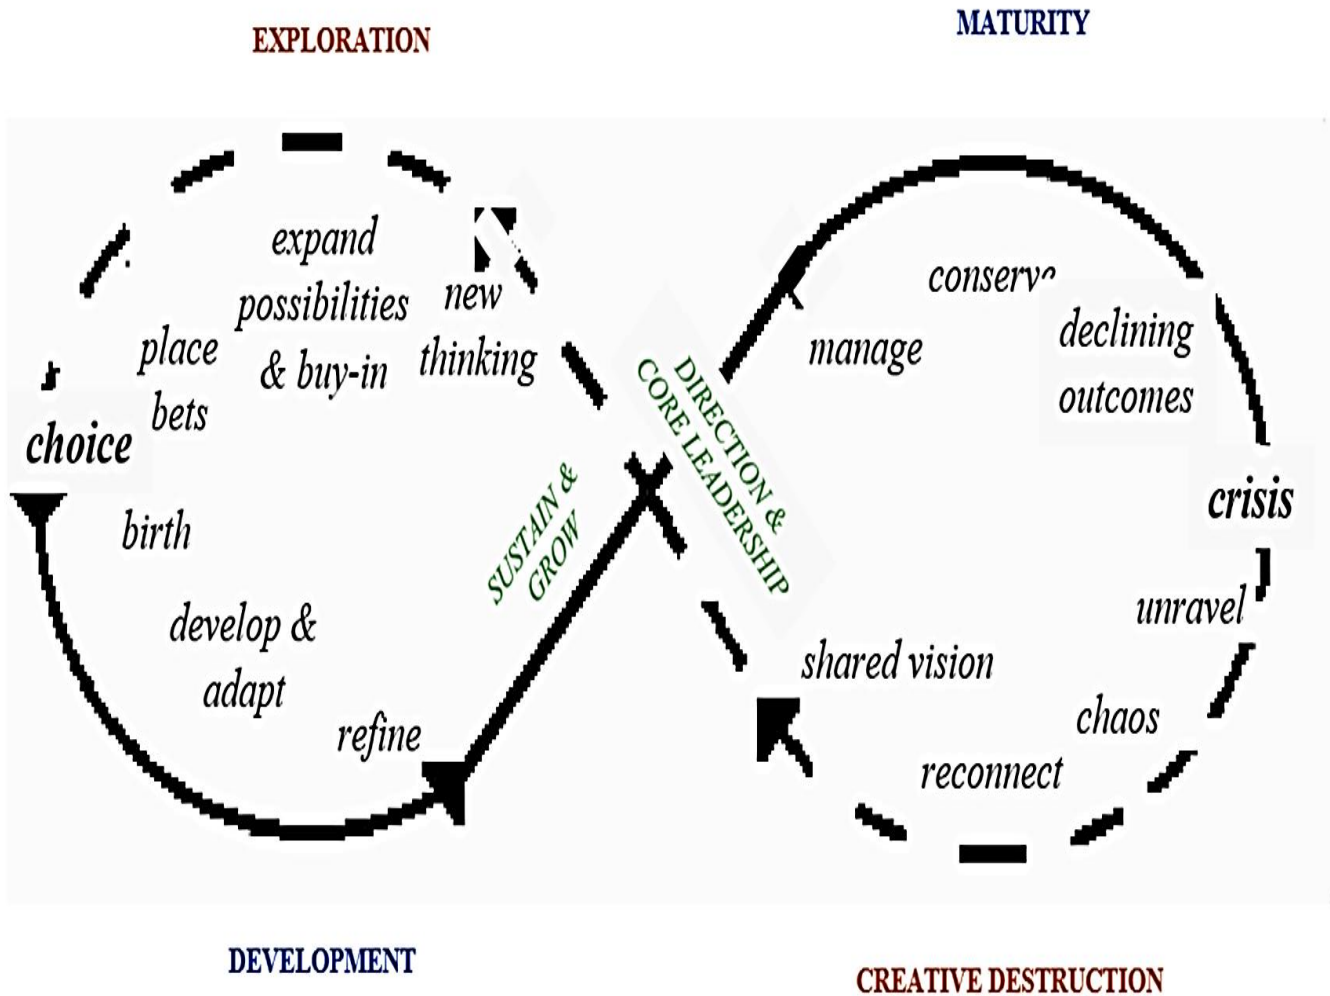 EXPLORATION
MATURITY
expand
possibilities
& buy-in
new
thinking
place
bets
choice
birth
develop &
adapt
refine
SUSTAIN &
GROW
DIRECTION &
CORE LEADERSHIP
manage
declining
outcomes
crisis
unravel
chaos
reconnect
shared vision
DEVELOPMENT
CREATIVE DESTRUCTION